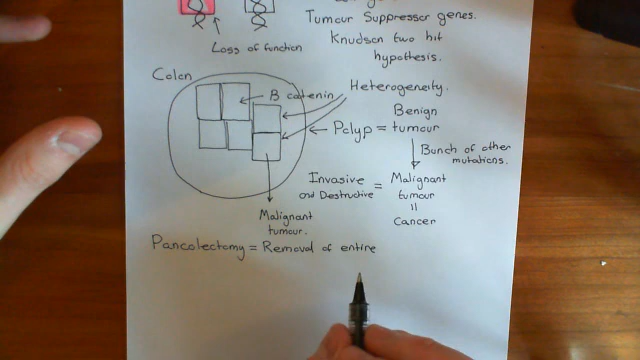 Tumour Suppressor genes.
Knudson two hit
hypothesis.
Loss of function
Colon
B catenin
Heterogeneity.
Polyp = Benign
tumour
Bunch of other
mutations.
Invasive
and Destructive
= Malignant
tumour
=
Cancer
Malignant
tumour.
Pancolectomy = Removal of entire